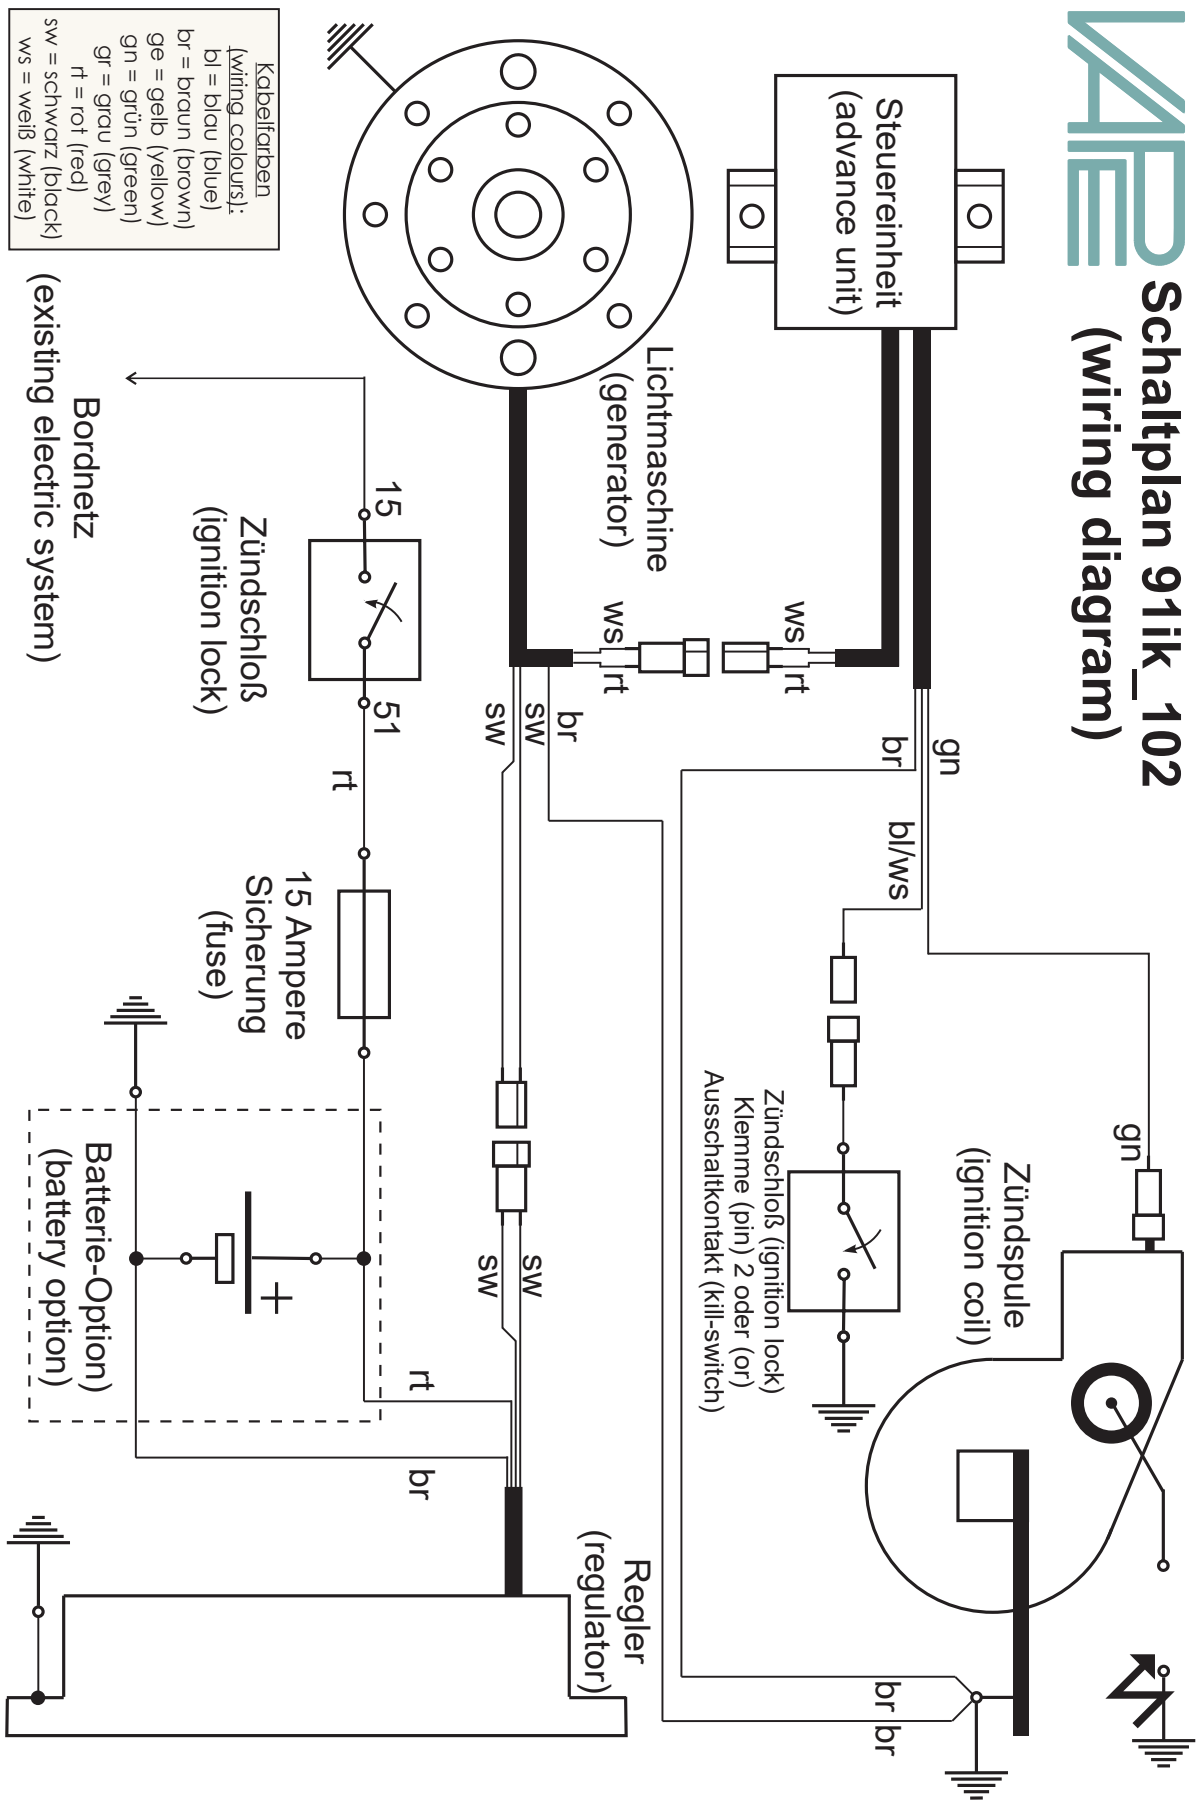 VAPE
Schaltplan 91ik_102
(wiring diagram)
Steuereinheit
(advance unit)
ws
rt
gn
br
bl/ws
gn
Zündspule
(ignition coil)
Zündschloß (ignition lock)
Klemme (pin) 2 oder (or)
Ausschaltkontakt (kill-switch)
br
br
Lichtmaschine
(generator)
ws
rt
br
sw
sw
sw
sw
rt
br
Regler
(regulator)
15
51
Zündschloß
(ignition lock)
rt
15 Ampere
Sicherung
(fuse)
Batterie-Option)
(battery option)
Bordnetz
(existing electric system)
Kabelfarben
(wiring colours):
bl = blau (blue)
br = braun (brown)
ge = gelb (yellow)
gn = grün (green)
gr = grau (grey)
rt = rot (red)
sw = schwarz (black)
ws = weiß (white)